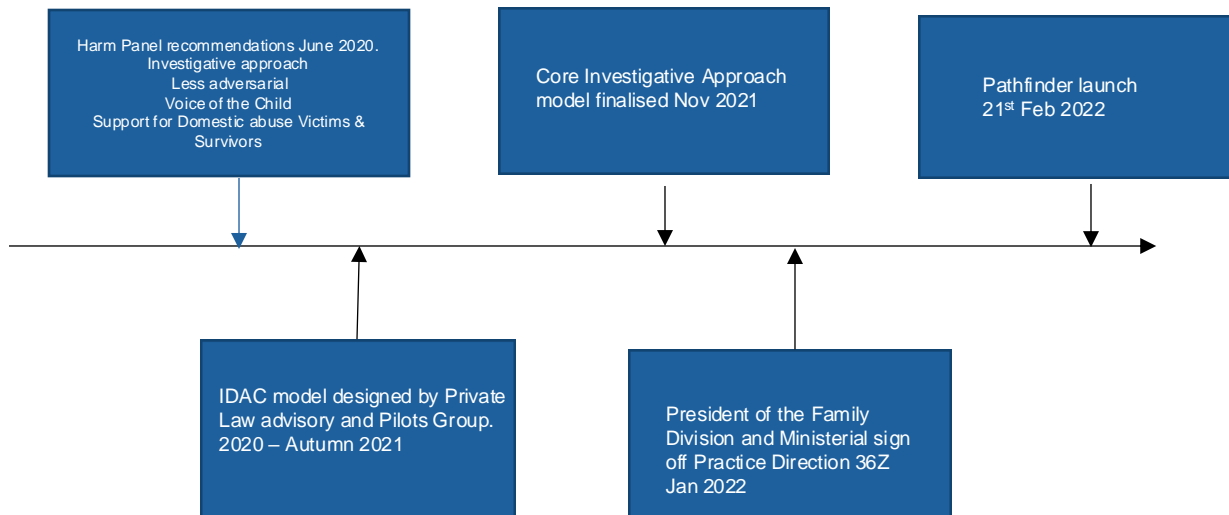 Harm Panel recommendations June 2020.
Investigative approach
Less adversarial
Voice of the Child
Support for Domestic abuse Victims &
Survivors
Core Investigative Approach
model finalised Nov 2021
Pathfinder launch
21st Feb 2022
IDAC model designed by Private
Law advisory and Pilots Group.
2020 – Autumn 2021
President of the Family
Division and Ministerial sign
off Practice Direction 36Z
Jan 2022